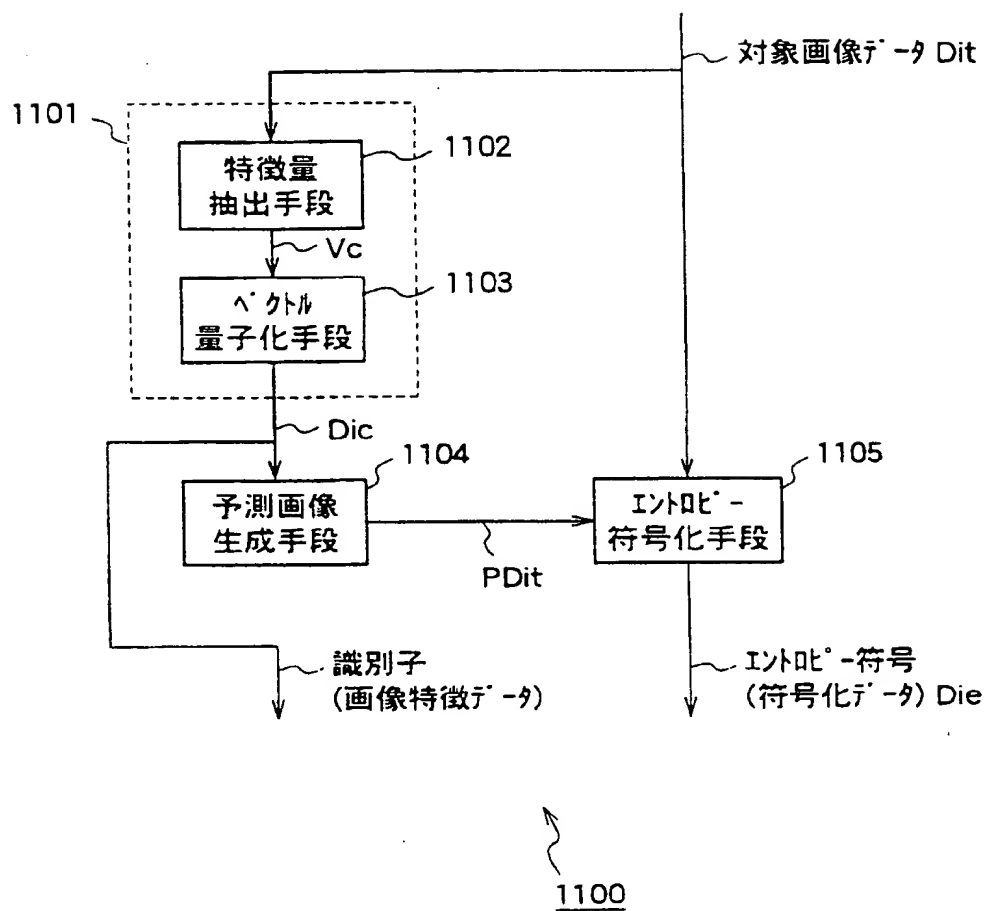 対象画像ﾃﾞｰﾀ Dit
1101
1102
特徴量
抽出手段
Vc
1103
ﾍﾞｸﾄﾙ
量子化手段
Dic
1104
予測画像
生成手段
PDit
1105
ｴﾝﾄﾛﾋﾟｰ
符号化手段
識別子
(画像特徴ﾃﾞｰﾀ)
ｴﾝﾄﾛﾋﾟｰ符号
(符号化ﾃﾞｰﾀ) Die
1100